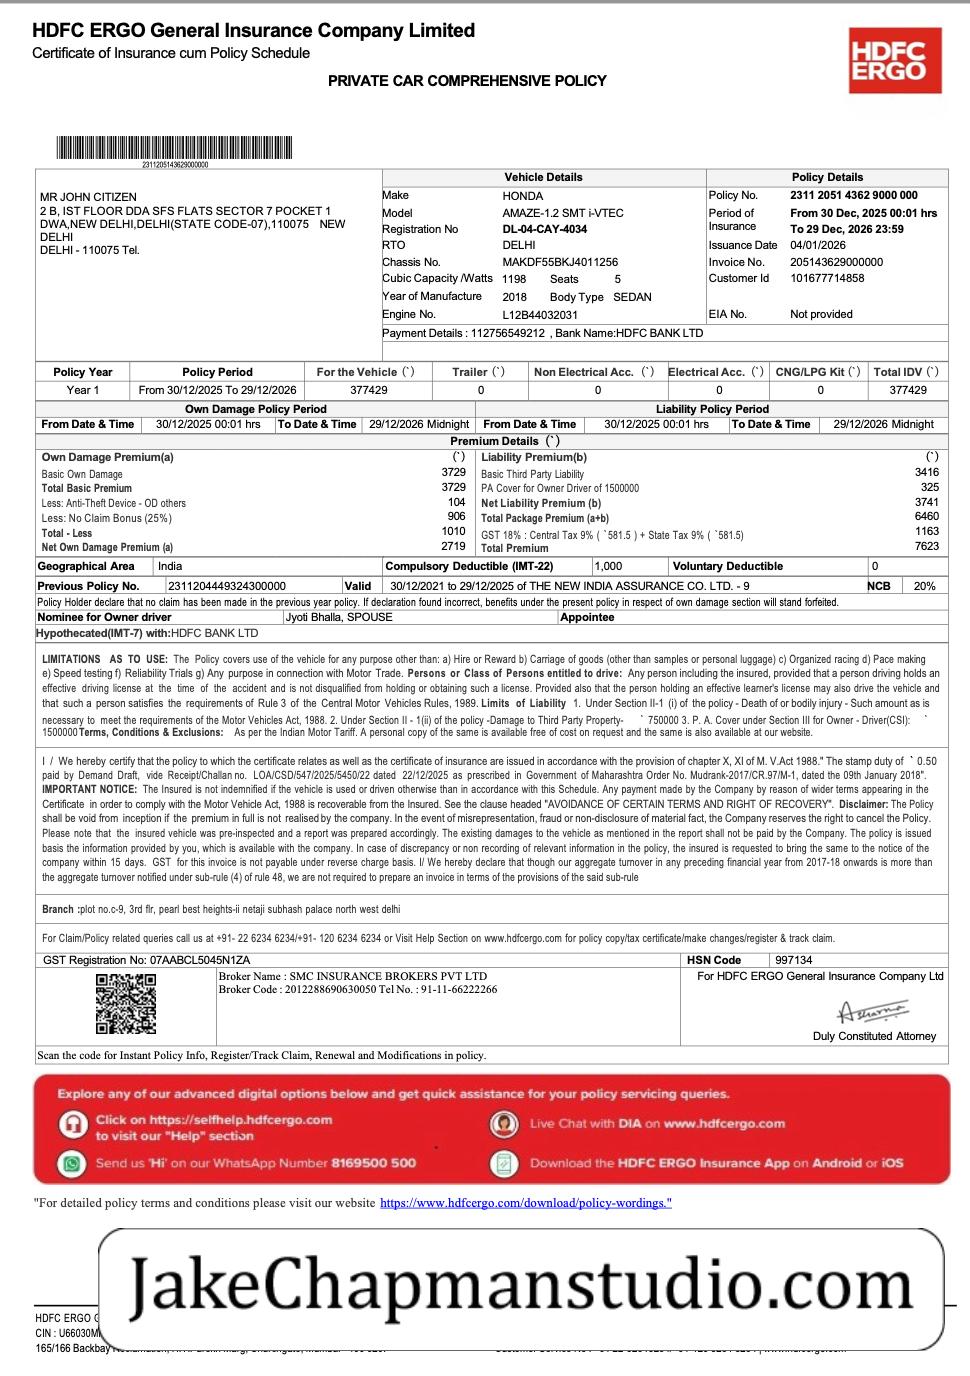 HDFC ERGO General Insurance Company Limited
Certificate of Insurance cum Policy Schedule
HDFC
ERGO
PRIVATE CAR COMPREHENSIVE POLICY
2311205143629000000
MR JOHN CITIZEN
2 B, IST FLOOR DDA SFS FLATS SECTOR 7 POCKET 1
DWA,NEW DELHI,DELHI(STATE CODE-07),110075 NEW
DELHI
DELHI - 110075 Tel.
Vehicle Details
Make HONDA
Model AMAZE-1.2 SMT i-VTEC
Registration No DL-04-CAY-4034
RTO DELHI
Chassis No. MAKDF55BKJ4011256
Cubic Capacity /Watts 1198 Seats 5
Year of Manufacture 2018 Body Type SEDAN
Engine No. L12B44032031
Policy Details
Policy No. 2311 2051 4362 9000 000
Period of Insurance From 30 Dec, 2025 00:01 hrs
To 29 Dec, 2026 23:59
Issuance Date 04/01/2026
Invoice No. 205143629000000
Customer Id 101677714858
EIA No. Not provided
Payment Details : 112756549212 , Bank Name:HDFC BANK LTD
Policy Year Policy Period For the Vehicle (`) Trailer (`) Non Electrical Acc. (`) Electrical Acc. (`) CNG/LPG Kit (`) Total IDV (`)
Year 1 From 30/12/2025 To 29/12/2026 377429 0 0 0 0 377429
Own Damage Policy Period Liability Policy Period
From Date & Time 30/12/2025 00:01 hrs To Date & Time 29/12/2026 Midnight From Date & Time 30/12/2025 00:01 hrs To Date & Time 29/12/2026 Midnight
Premium Details (`)
Own Damage Premium(a) (`)
Basic Own Damage 3729
Total Basic Premium 3729
Less: Anti-Theft Device - OD others 104
Less: No Claim Bonus (25%) 906
Total - Less 1010
Net Own Damage Premium (a) 2719
Liability Premium(b) (`)
Basic Third Party Liability 3416
PA Cover for Owner Driver of 1500000 325
Net Liability Premium (b) 3741
Total Package Premium (a+b) 6460
GST 18% : Central Tax 9% ( `581.5 ) + State Tax 9% ( `581.5) 1163
Total Premium 7623
Geographical Area India Compulsory Deductible (IMT-22) 1,000 Voluntary Deductible 0
Previous Policy No. 2311204449324300000 Valid 30/12/2021 to 29/12/2025 of THE NEW INDIA ASSURANCE CO. LTD. - 9 NCB 20%
Policy Holder declare that no claim has been made in the previous year policy. If declaration found incorrect, benefits under the present policy in respect of own damage section will stand forfeited.
Nominee for Owner driver Jyoti Bhalla, SPOUSE Appointee
Hypothecated(IMT-7) with:HDFC BANK LTD
LIMITATIONS AS TO USE: The Policy covers use of the vehicle for any purpose other than: a) Hire or Reward b) Carriage of goods (other than samples or personal luggage) c) Organized racing d) Pace making
e) Speed testing f) Reliability Trials g) Any purpose in connection with Motor Trade. Persons or Class of Persons entitled to drive: Any person including the insured, provided that a person driving holds an
effective driving license at the time of the accident and is not disqualified from holding or obtaining such a license. Provided also that the person holding an effective learner's license may also drive the vehicle and
that such a person satisfies the requirements of Rule 3 of the Central Motor Vehicles Rules, 1989. Limits of Liability 1. Under Section II-1 (i) of the policy - Death of or bodily injury - Such amount as is
necessary to meet the requirements of the Motor Vehicles Act, 1988. 2. Under Section II - 1(ii) of the policy -Damage to Third Party Property- ` 750000 3. P. A. Cover under Section III for Owner - Driver(CSI): `
1500000Terms, Conditions & Exclusions: As per the Indian Motor Tariff. A personal copy of the same is available free of cost on request and the same is also available at our website.
I / We hereby certify that the policy to which the certificate relates as well as the certificate of insurance are issued in accordance with the provision of chapter X, XI of M. V.Act 1988." The stamp duty of ` 0.50
paid by Demand Draft, vide Receipt/Challan no. LOA/CSD/547/2025/5450/22 dated 22/12/2025 as prescribed in Government of Maharashtra Order No. Mudrank-2017/CR.97/M-1, dated the 09th January 2018".
IMPORTANT NOTICE: The Insured is not indemnified if the vehicle is used or driven otherwise than in accordance with this Schedule. Any payment made by the Company by reason of wider terms appearing in the
Certificate in order to comply with the Motor Vehicle Act, 1988 is recoverable from the Insured. See the clause headed "AVOIDANCE OF CERTAIN TERMS AND RIGHT OF RECOVERY". Disclaimer: The Policy
shall be void from inception if the premium in full is not realised by the company. In the event of misrepresentation, fraud or non-disclosure of material fact, the Company reserves the right to cancel the Policy.
Please note that the insured vehicle was pre-inspected and a report was prepared accordingly. The existing damages to the vehicle as mentioned in the report shall not be paid by the Company. The policy is issued
basis the information provided by you, which is available with the company. In case of discrepancy or non recording of relevant information in the policy, the insured is requested to bring the same to the notice of the
company within 15 days. GST for this invoice is not payable under reverse charge basis. I/ We hereby declare that though our aggregate turnover in any preceding financial year from 2017-18 onwards is more than
the aggregate turnover notified under sub-rule (4) of rule 48, we are not required to prepare an invoice in terms of the provisions of the said sub-rule
Branch :plot no.c-9, 3rd flr, pearl best heights-ii netaji subhash palace north west delhi
For Claim/Policy related queries call us at +91- 22 6234 6234/+91- 120 6234 6234 or Visit Help Section on www.hdfcergo.com for policy copy/tax certificate/make changes/register & track claim.
GST Registration No: 07AABCL5045N1ZA HSN Code 997134
Broker Name : SMC INSURANCE BROKERS PVT LTD
Broker Code : 2012288690630050 Tel No. : 91-11-66222266
For HDFC ERGO General Insurance Company Ltd
Duly Constituted Attorney
Scan the code for Instant Policy Info, Register/Track Claim, Renewal and Modifications in policy.
Explore any of our advanced digital options below and get quick assistance for your policy servicing queries.
Click on https://selfhelp.hdfcergo.com
to visit our "Help" section
Live Chat with DIA on www.hdfcergo.com
Send us 'Hi' on our WhatsApp Number 8169500 500
Download the HDFC ERGO Insurance App on Android or iOS
"For detailed policy terms and conditions please visit our website https://www.hdfcergo.com/download/policy-wordings."
JakeChapmanstudio.com
HDFC ERGO
CIN : U66030M
165/166 Backbay